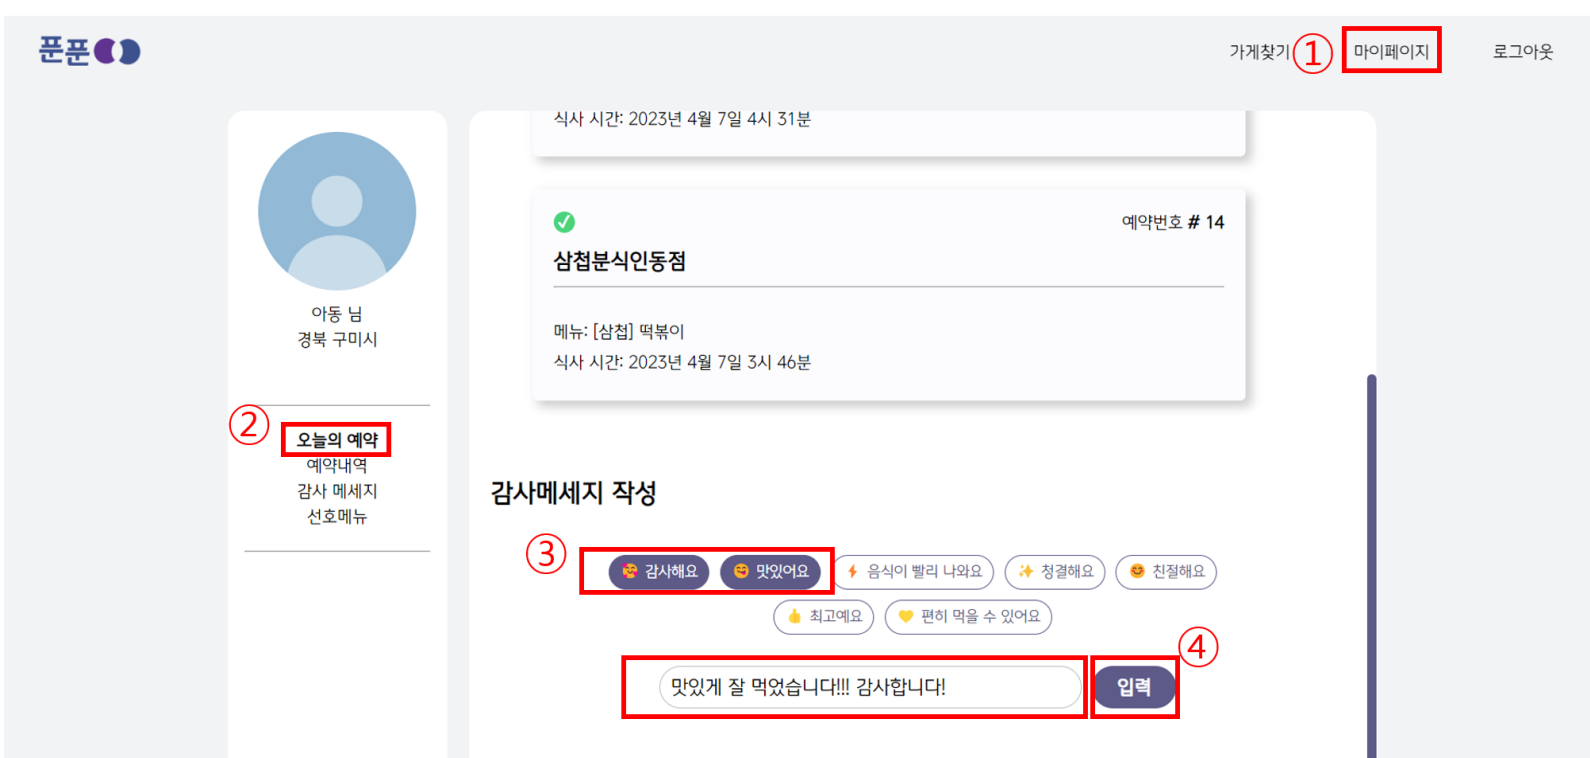 푼푼
가게찾기 ① 마이페이지 로그아웃
식사 시간: 2023년 4월 7일 4시 31분
예약번호 # 14
삼첩분식인동점
메뉴: [삼첩] 떡볶이
식사 시간: 2023년 4월 7일 3시 46분
아동 님
경북 구미시
②
오늘의 예약
예약내역
감사 메세지
선호메뉴
감사메세지 작성
③
감사해요 맛있어요 음식이 빨리 나와요 청결해요 친절해요
최고예요 편히 먹을 수 있어요
④
맛있게 잘 먹었습니다!!! 감사합니다! 입력